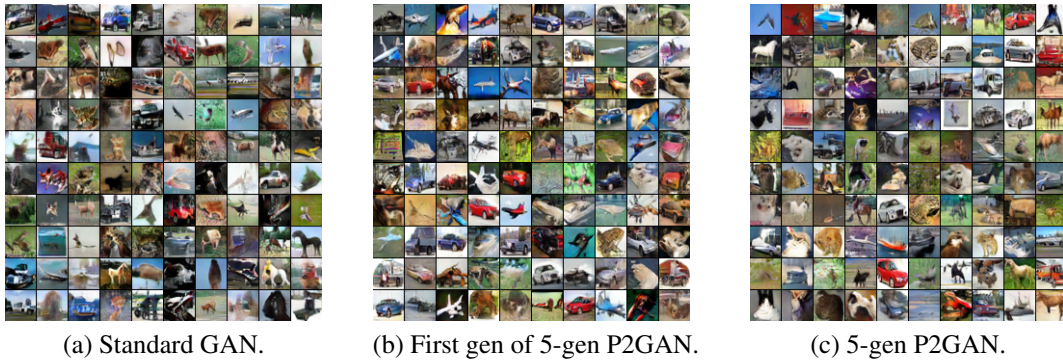 (a) Standard GAN.
(b) First gen of 5-gen P2GAN.
(c) 5-gen P2GAN.